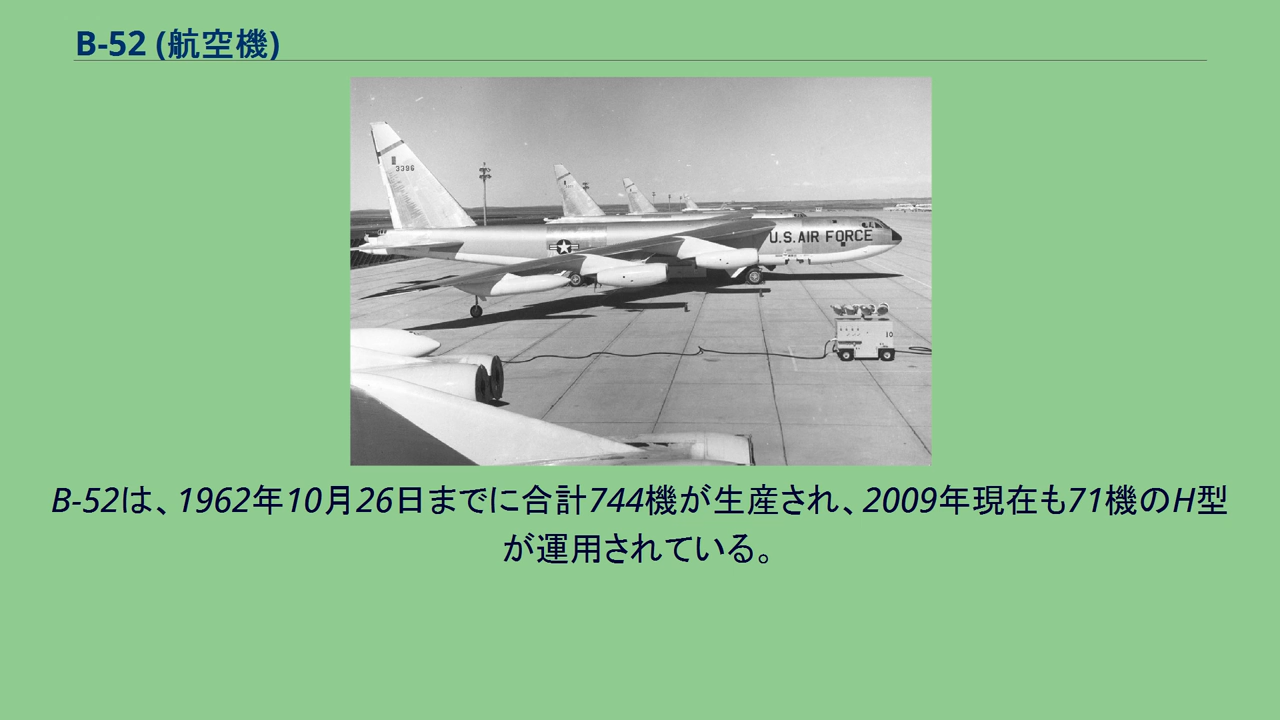 B-52 (航空機)
3396
U.S. AIR FORCE
10
B-52は、1962年10月26日までに合計744機が生産され、2009年現在も71機のH型
が運用されている。